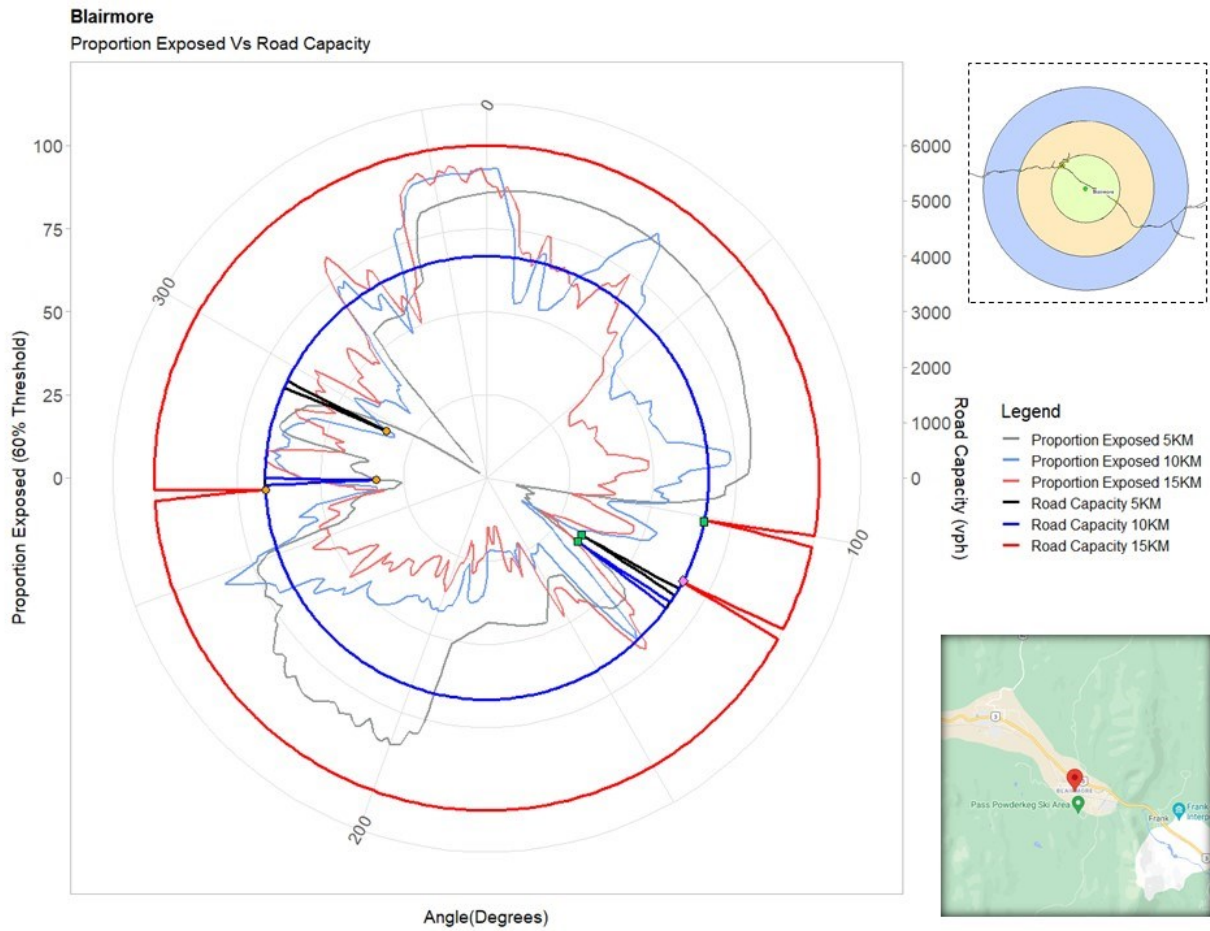 Blairmore
Proportion Exposed Vs Road Capacity
0
100
200
300
100
75
50
25
0
Proportion Exposed (60% Threshold)
6000
5000
4000
3000
2000
1000
0
Road Capacity (vph)
Angle(Degrees)
Blairmore
Legend
Proportion Exposed 5KM
Proportion Exposed 10KM
Proportion Exposed 15KM
Road Capacity 5KM
Road Capacity 10KM
Road Capacity 15KM
3
BLAIRMORE
Pass Powderkeg Ski Area
Frank
Frank
Interp
3